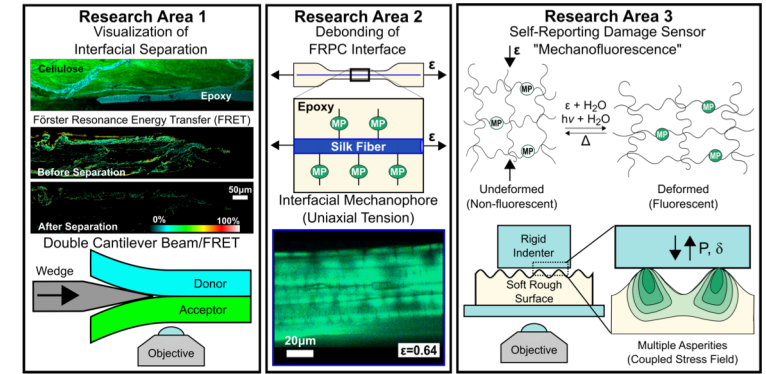 Research Area 1
Visualization of
Interfacial Separation
Cellulose
Epoxy
Förster Resonance Energy Transfer (FRET)
Before Separation
50µm
After Separation
0%
100%
Double Cantilever Beam/FRET
Wedge
Donor
Acceptor
Objective
Research Area 2
Debonding of
FRPC Interface
ε
Epoxy
MP
MP
ε
Silk Fiber
MP
MP
MP
Interfacial Mechanophore
(Uniaxial Tension)
20µm
ε=0.64
Research Area 3
Self-Reporting Damage Sensor
"Mechanofluorescence"
ε
MP
MP
MP
ε + H2O
hν + H2O
Δ
MP
MP
MP
Undeformed
(Non-fluorescent)
Deformed
(Fluorescent)
Rigid
Indenter
Soft Rough
Surface
Objective
P, δ
Multiple Asperities
(Coupled Stress Field)